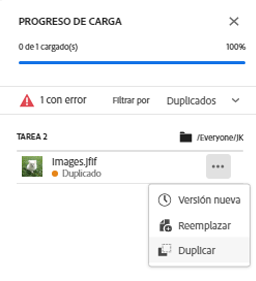 PROGRESO DE CARGA
0 de 1 cargado(s) 100%
1 con error Filtrar por Duplicados
TAREA 2 /Everyone/JK
Images.jfif
Duplicado
Versión nueva
Reemplazar
Duplicar